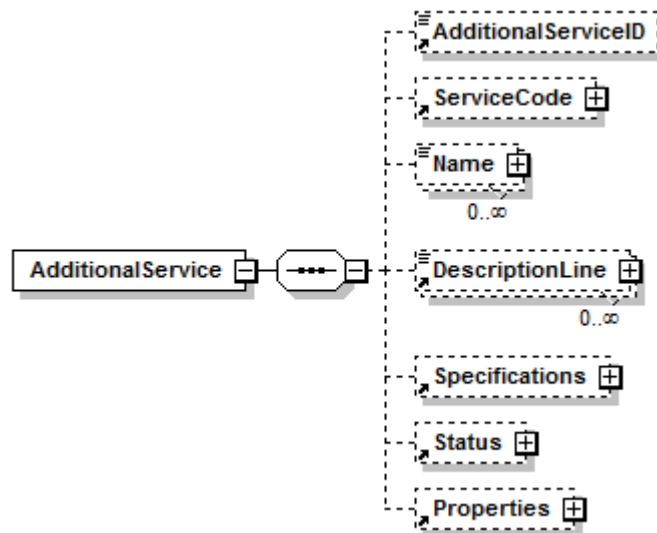 AdditionalServiceID
ServiceCode
Name
0..∞
AdditionalService
DescriptionLine
0..∞
Specifications
Status
Properties